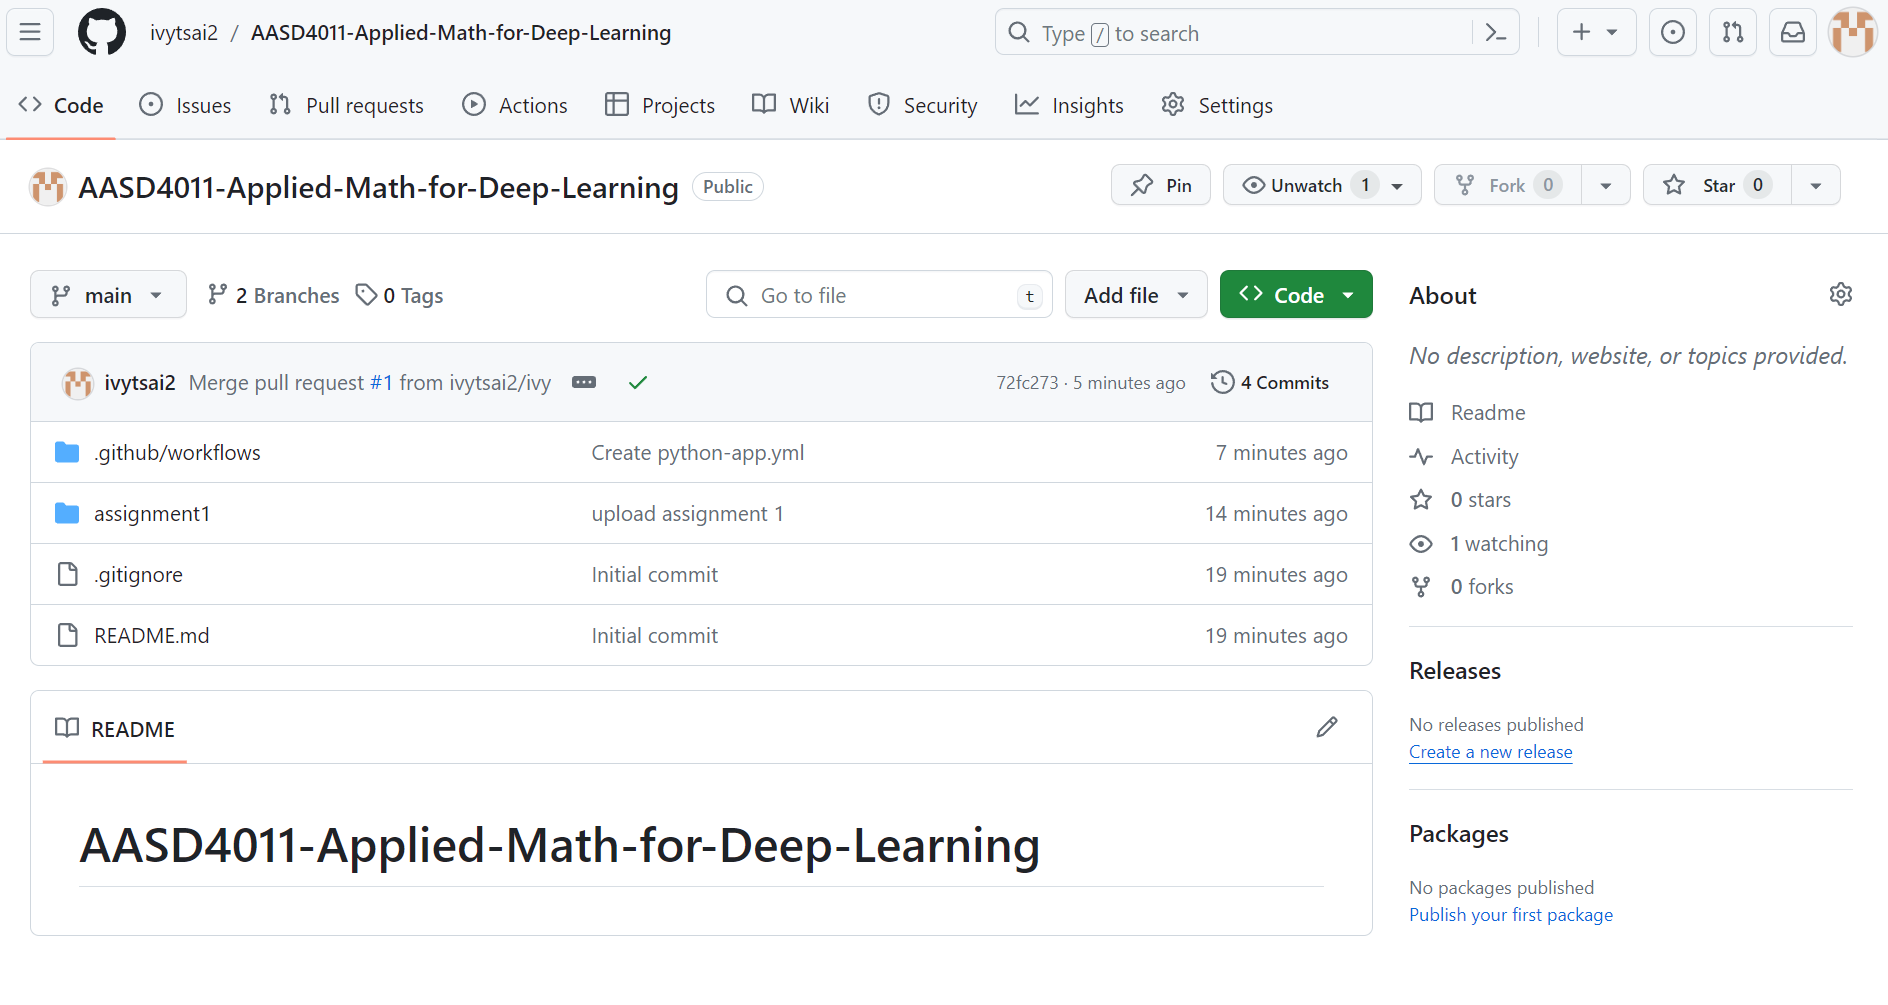 ivytsai2 / AASD4011-Applied-Math-for-Deep-Learning
Type / to search
Code
Issues
Pull requests
Actions
Projects
Wiki
Security
Insights
Settings
AASD4011-Applied-Math-for-Deep-Learning Public
Pin
Unwatch 1
Fork 0
Star 0
main
2 Branches
0 Tags
Go to file t
Add file
Code
ivytsai2 Merge pull request #1 from ivytsai2/ivy
72fc273 · 5 minutes ago
4 Commits
.github/workflows Create python-app.yml 7 minutes ago
assignment1 upload assignment 1 14 minutes ago
.gitignore Initial commit 19 minutes ago
README.md Initial commit 19 minutes ago
README
AASD4011-Applied-Math-for-Deep-Learning
About
No description, website, or topics provided.
Readme
Activity
0 stars
1 watching
0 forks
Releases
No releases published
Create a new release
Packages
No packages published
Publish your first package